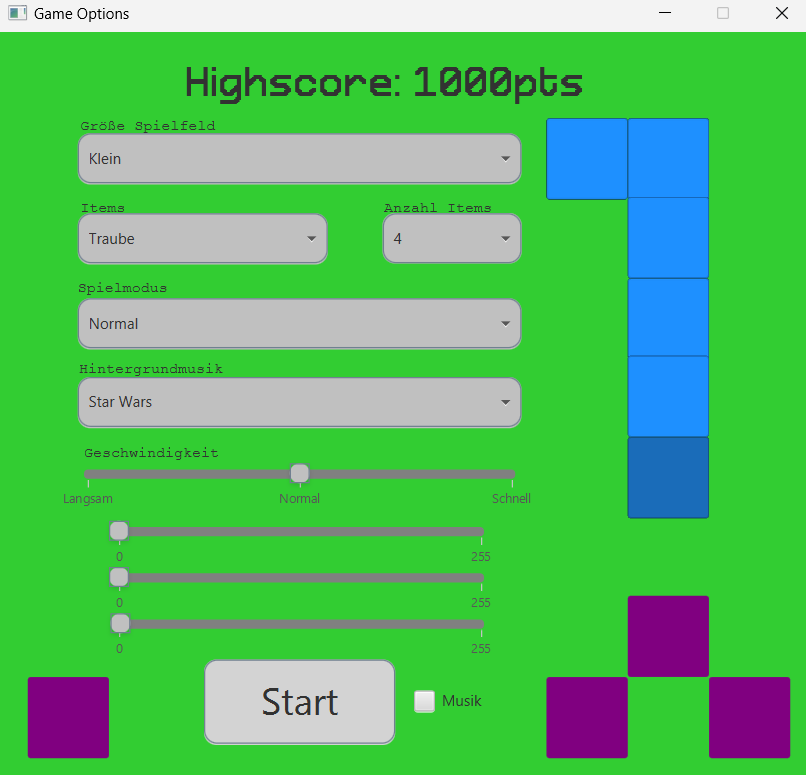 Game Options
Highscore: 1000pts
Größe Spielfeld
Klein
Items Anzahl Items
Traube 4
Spielmodus
Normal
Hintergrundmusik
Star Wars
Geschwindigkeit
Langsam Normal Schnell
0 255
0 255
0 255
Start Musik